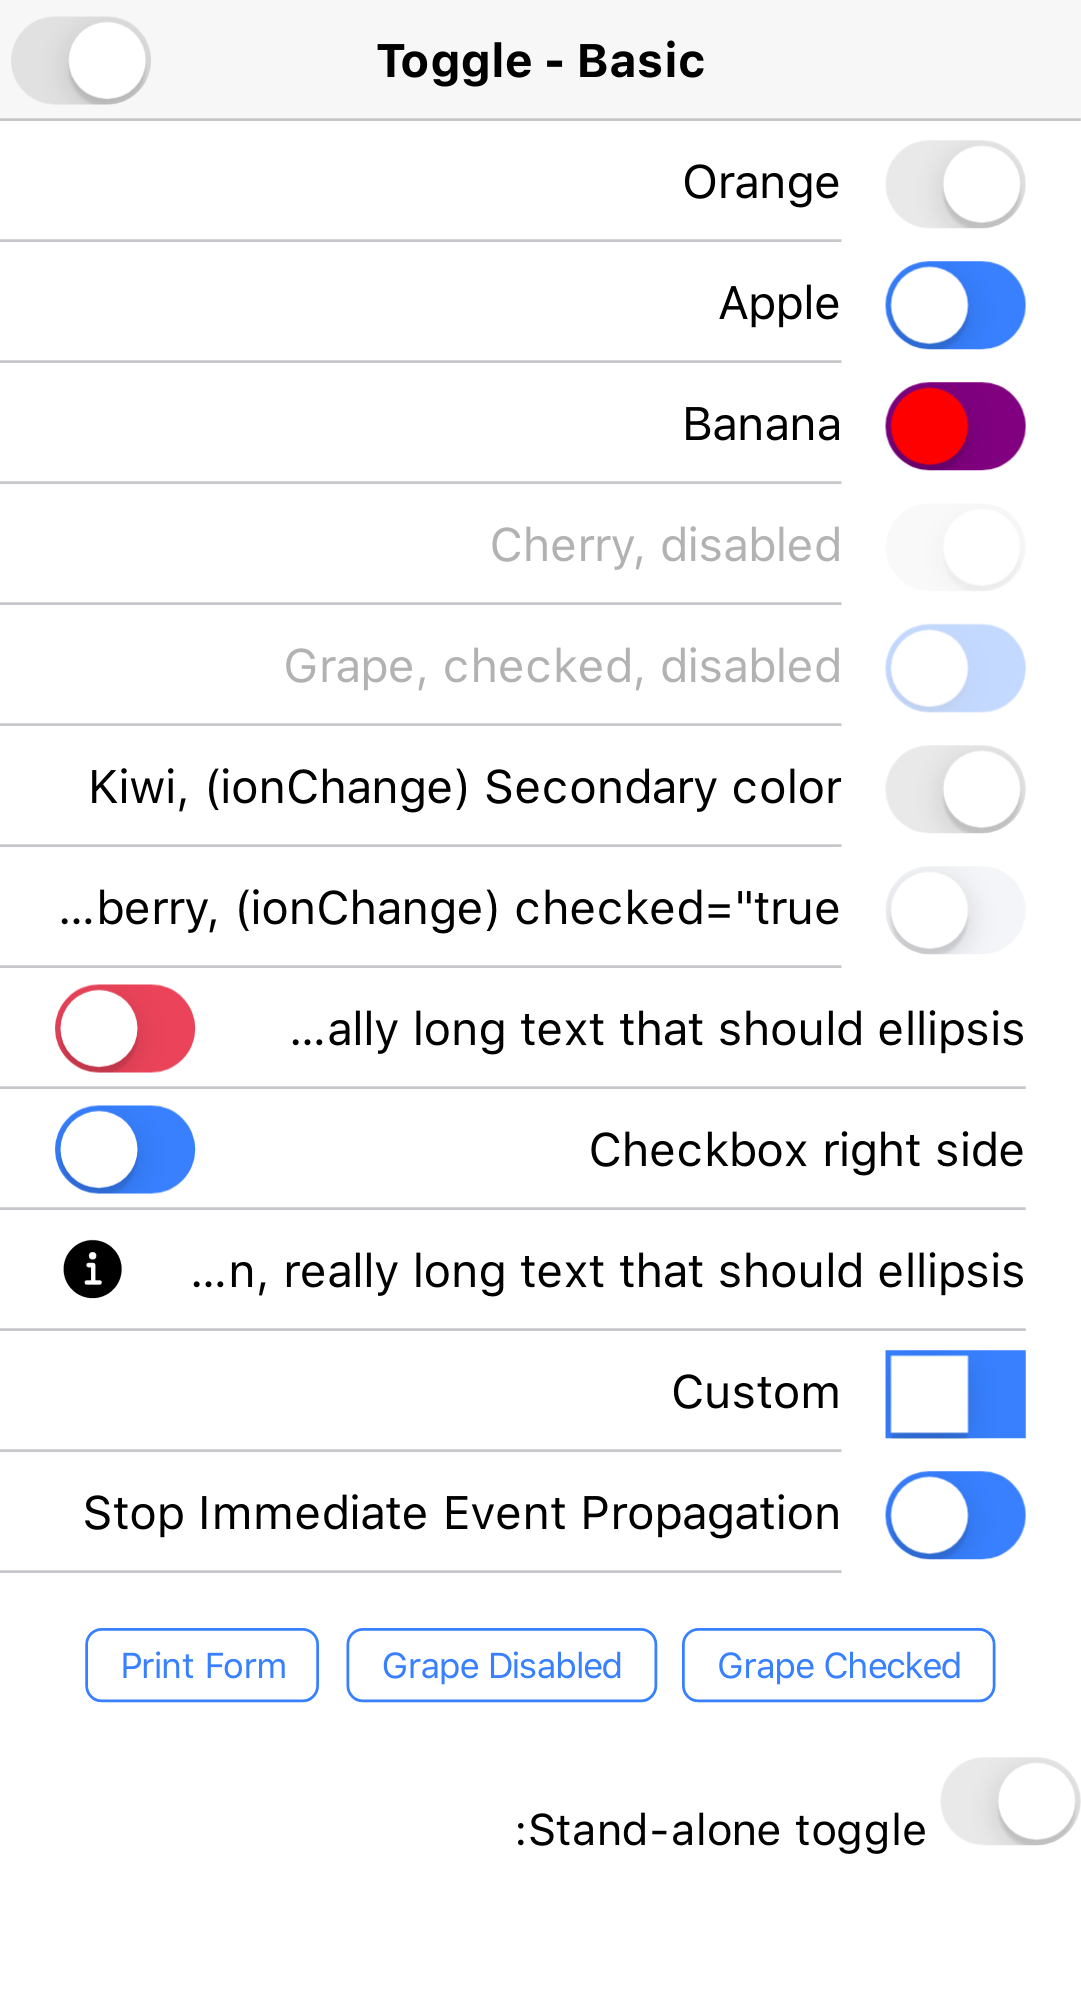 Toggle - Basic
Orange
Apple
Banana
Cherry, disabled
Grape, checked, disabled
Kiwi, (ionChange) Secondary color
...berry, (ionChange) checked="true
...ally long text that should ellipsis
Checkbox right side
...n, really long text that should ellipsis
Custom
Stop Immediate Event Propagation
Print Form Grape Disabled Grape Checked
:Stand-alone toggle